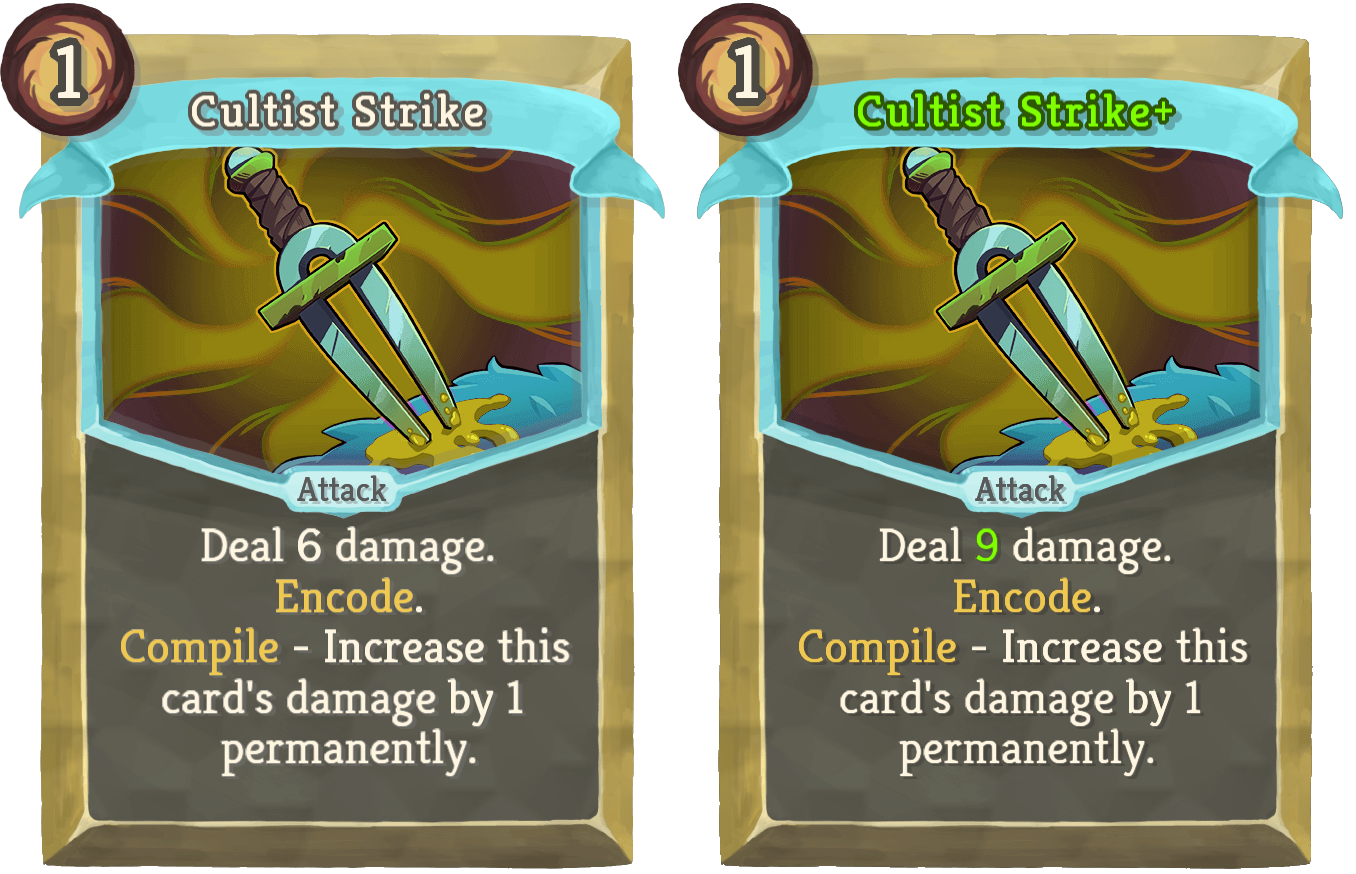 1
Cultist Strike
Attack
Deal 6 damage.
Encode.
Compile - Increase this
card's damage by 1
permanently.
1
Cultist Strike+
Attack
Deal 9 damage.
Encode.
Compile - Increase this
card's damage by 1
permanently.